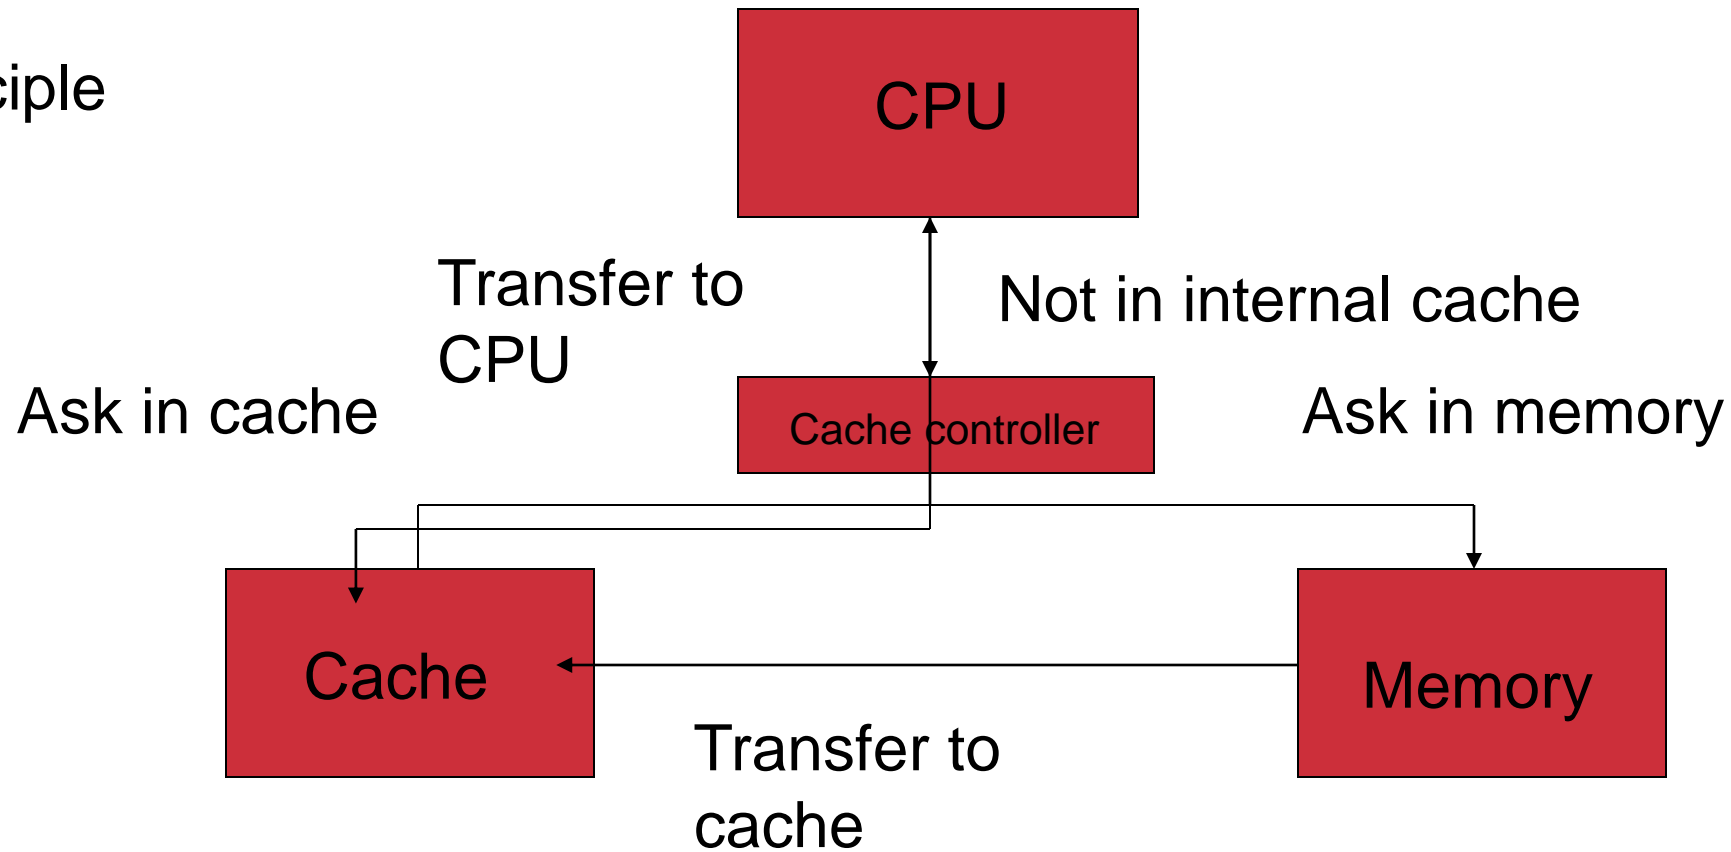 ciple
CPU
Transfer to
CPU
Not in internal cache
Ask in cache
Cache controller
Ask in memory
Cache
Memory
Transfer to
cache